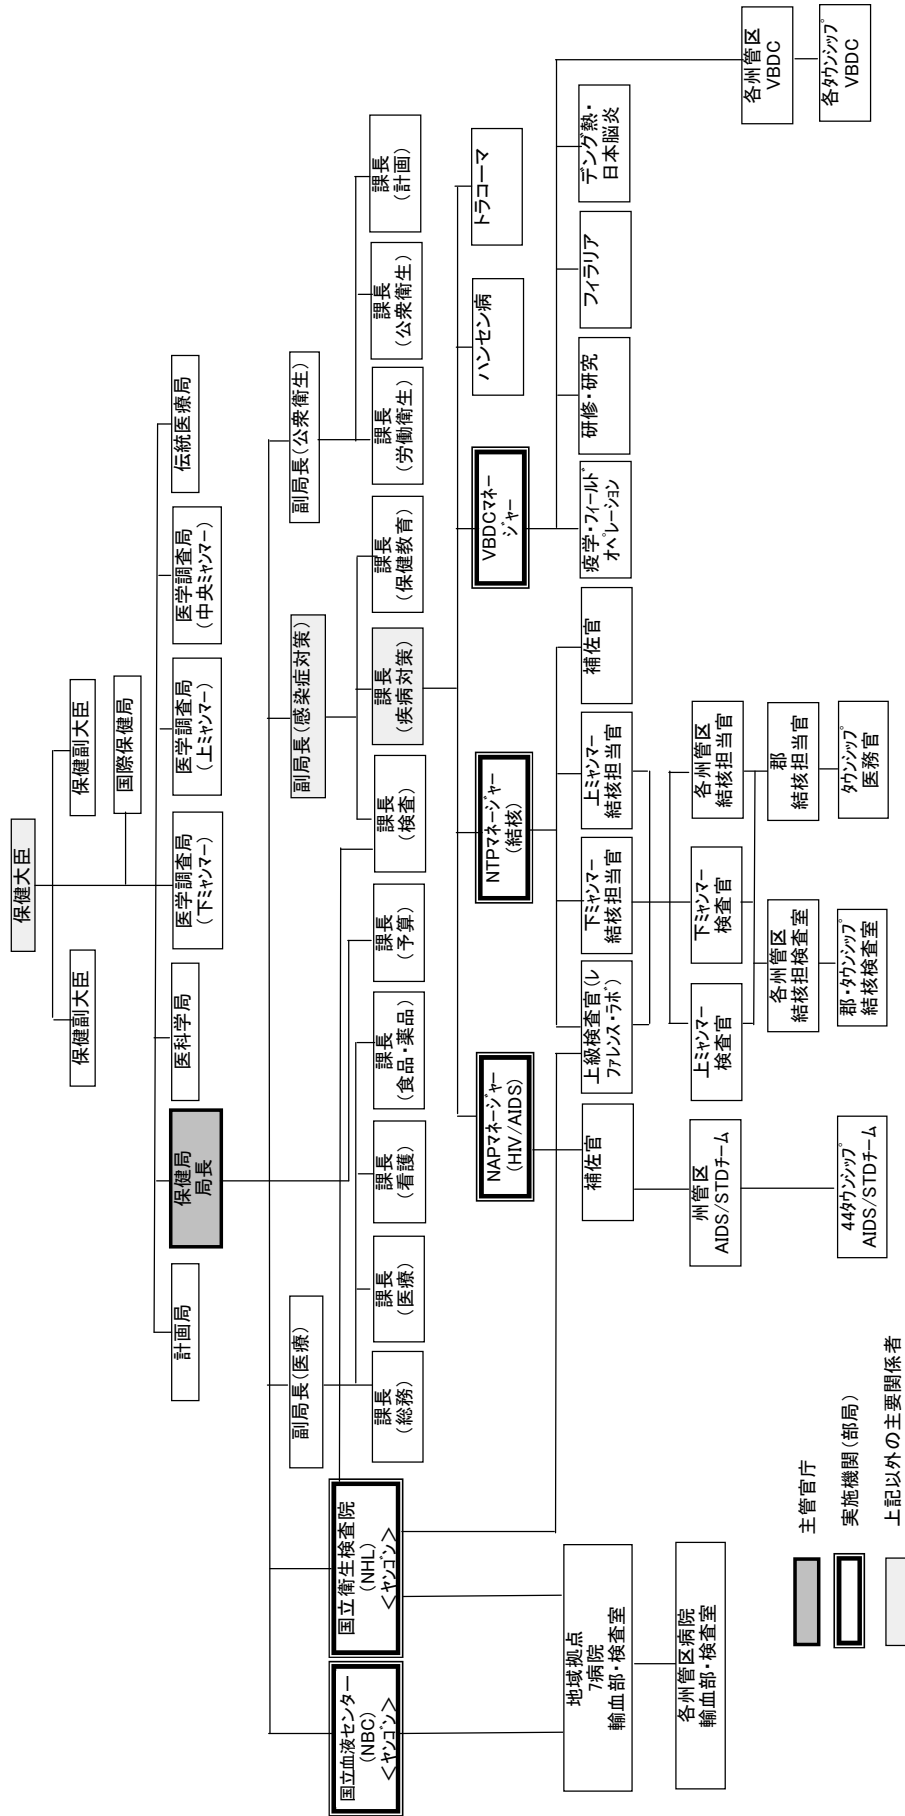 保健大臣
保健副大臣
保健副大臣
国際保健局
計画局
保健局
局長
医科学局
医学調査局
(下ミャンマー)
医学調査局
(上ミャンマー)
医学調査局
(中央ミャンマー)
伝統医療局
国立血液センター
(NBC)
<ヤンゴン>
国立衛生検査院
(NHL)
<ヤンゴン>
副局長(医療)
副局長(感染症対策)
副局長(公衆衛生)
課長
(総務)
課長
(医療)
課長
(看護)
課長
(食品・薬品)
課長
(予算)
課長
(検査)
課長
(疾病対策)
課長
(保健教育)
課長
(労働衛生)
課長
(公衆衛生)
課長
(計画)
NAPマネージャー
(HIV/AIDS)
NTPマネージャー
(結核)
VBDCマネー
ジャー
ハンセン病
トラコーマ
地域拠点
7病院
輸血部・検査室
補佐官
上級検査官(レ
ファレンス・ラボ)
下ミャンマー
結核担当官
上ミャンマー
結核担当官
補佐官
疫学・フィールド
オペレーション
研修・研究
フィラリア
デング熱・
日本脳炎
各州管区病院
輸血部・検査室
州管区
AIDS/STDチーム
上ミャンマー
検査官
下ミャンマー
検査官
各州管区
結核担当官
各州管区
VBDC
各州管区
結核担検査室
郡
結核担当官
44タウンシップ
AIDS/STDチーム
郡・タウンシップ
結核検査室
タウンシップ
医務官
各タウンシップ
VBDC
主管官庁
実施機関(部局)
上記以外の主要関係者